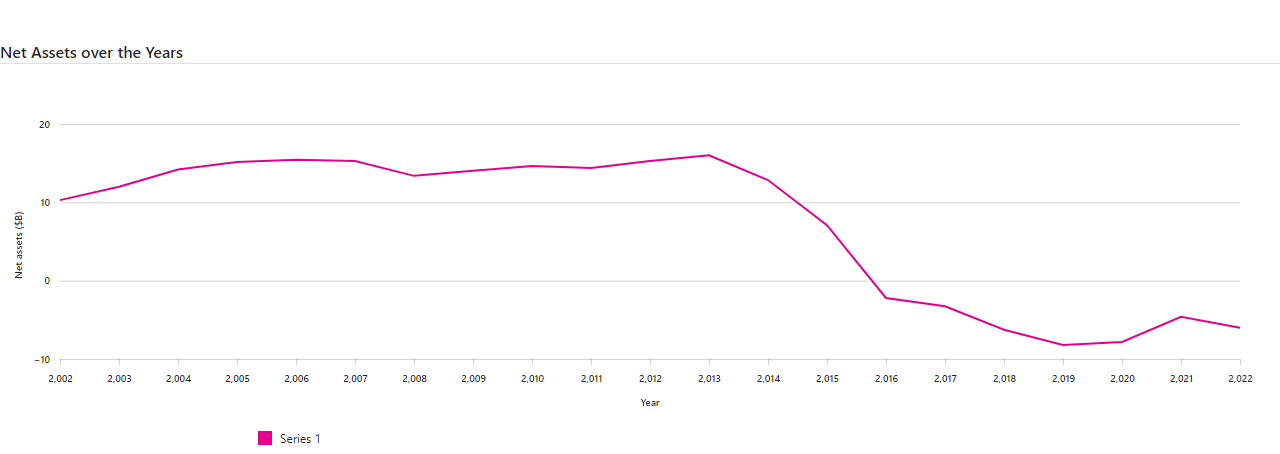 Net Assets over the Years
20
10
0
−10
Net assets ($B)
2,002 2,003 2,004 2,005 2,006 2,007 2,008 2,009 2,010 2,011 2,012 2,013 2,014 2,015 2,016 2,017 2,018 2,019 2,020 2,021 2,022
Year
Series 1